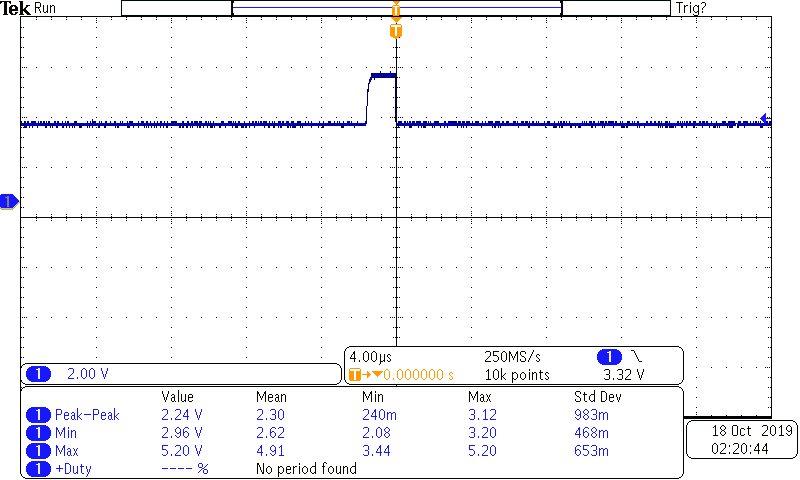 Tek Run Trig?
T
T
1
1 2.00 V
4.00µs 250MS/s 1
T→▼0.000000 s 10k points 3.32 V
Value Mean Min Max Std Dev
1 Peak-Peak 2.24 V 2.30 240m 3.12 983m
1 Min 2.96 V 2.62 2.08 3.20 468m
1 Max 5.20 V 4.91 3.44 5.20 653m
1 +Duty ---- % No period found
18 Oct 2019
02:20:44